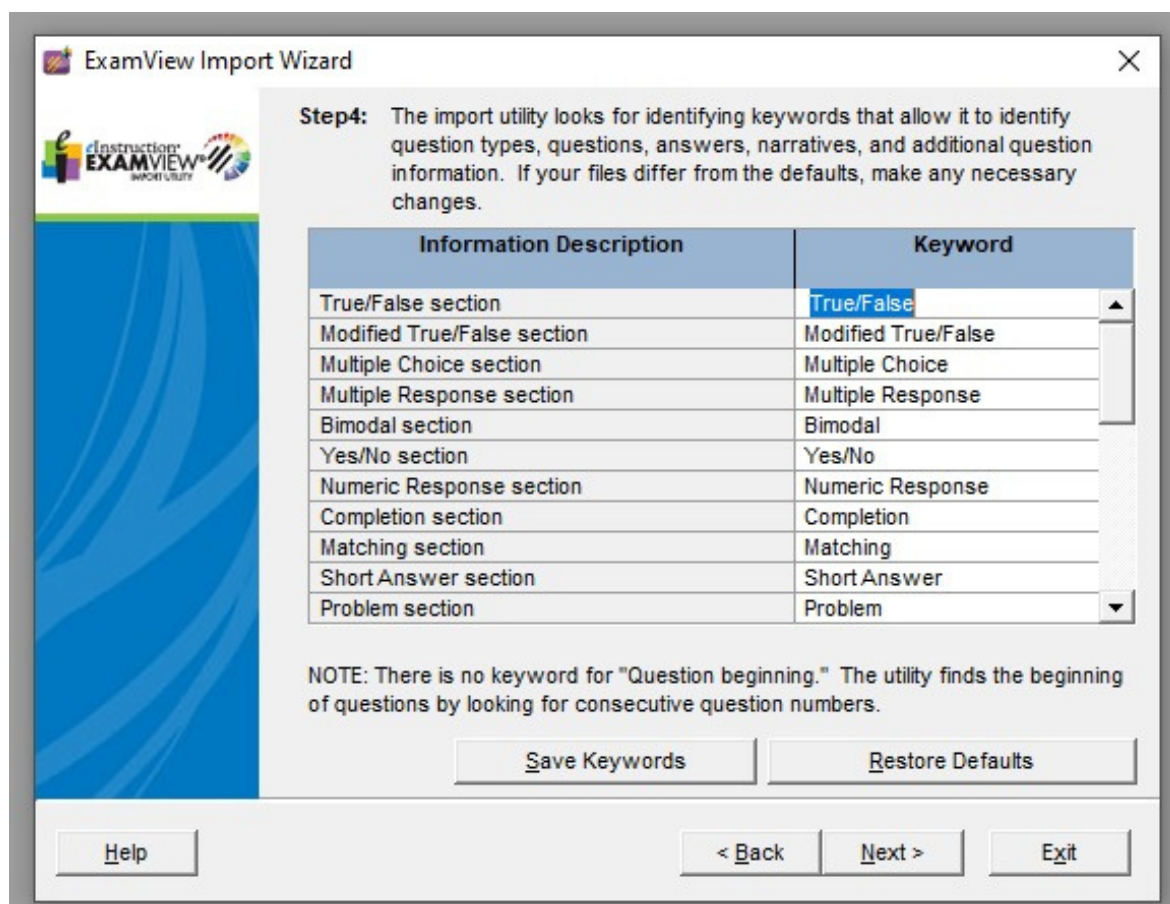 ExamView Import Wizard
eInstruction
EXAMVIEW
IMPORT UTILITY
Step4: The import utility looks for identifying keywords that allow it to identify
question types, questions, answers, narratives, and additional question
information. If your files differ from the defaults, make any necessary
changes.
Information Description Keyword
True/False section True/False
Modified True/False section Modified True/False
Multiple Choice section Multiple Choice
Multiple Response section Multiple Response
Bimodal section Bimodal
Yes/No section Yes/No
Numeric Response section Numeric Response
Completion section Completion
Matching section Matching
Short Answer section Short Answer
Problem section Problem
NOTE: There is no keyword for "Question beginning." The utility finds the beginning
of questions by looking for consecutive question numbers.
Save Keywords Restore Defaults
Help < Back Next > Exit